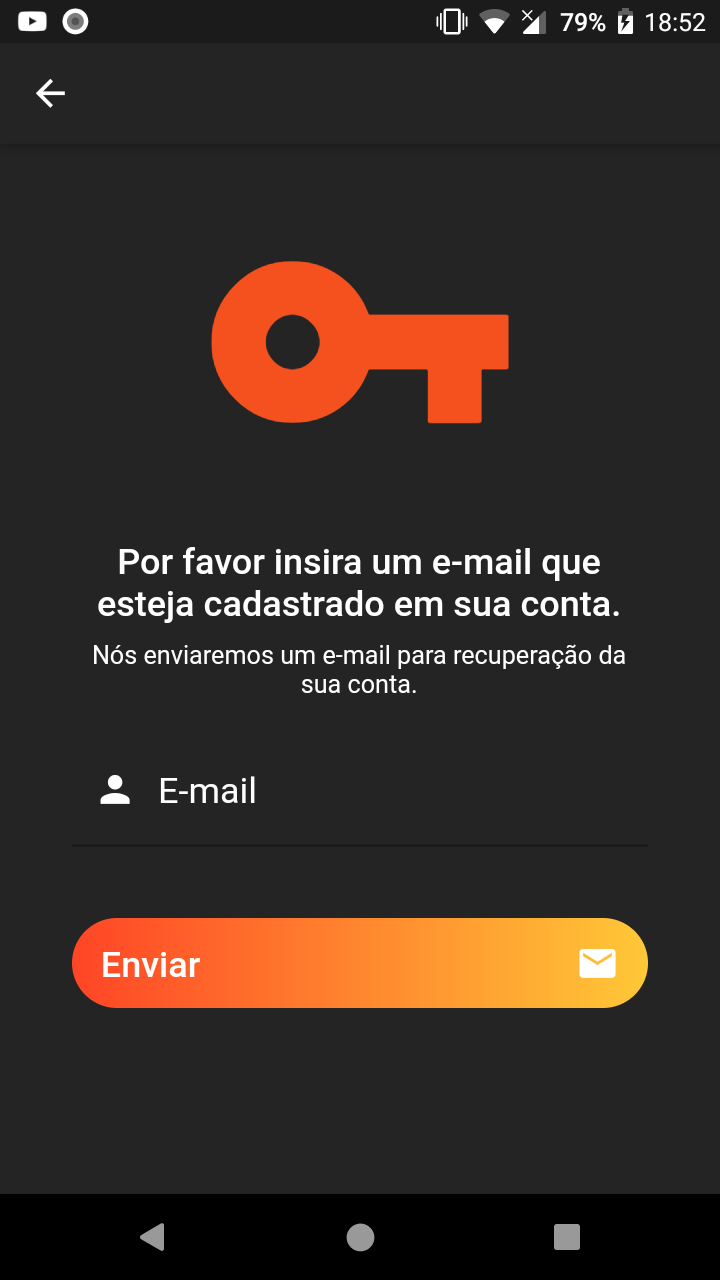 79% 18:52
Por favor insira um e-mail que
esteja cadastrado em sua conta.
Nós enviaremos um e-mail para recuperação da
sua conta.
E-mail
Enviar